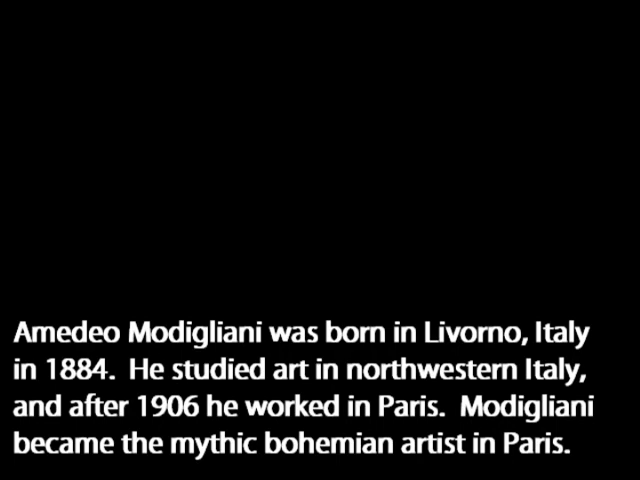 Amedeo Modigliani was born in Livorno, Italy
in 1884.  He studied art in northwestern Italy,
and after 1906 he worked in Paris.  Modigliani
became the mythic bohemian artist in Paris.